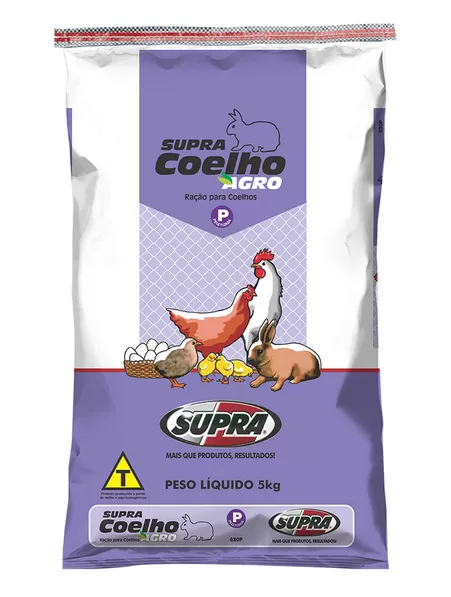 SUPRA
Coelho
AGRO
Ração para Coelhos
P
SUPRA
MAIS QUE PRODUTOS, RESULTADOS!
T
PESO LÍQUIDO 5kg
SUPRA
Coelho
Ração para Coelhos
AGRO
P
SUPRA
MAIS QUE PRODUTOS, RESULTADOS!